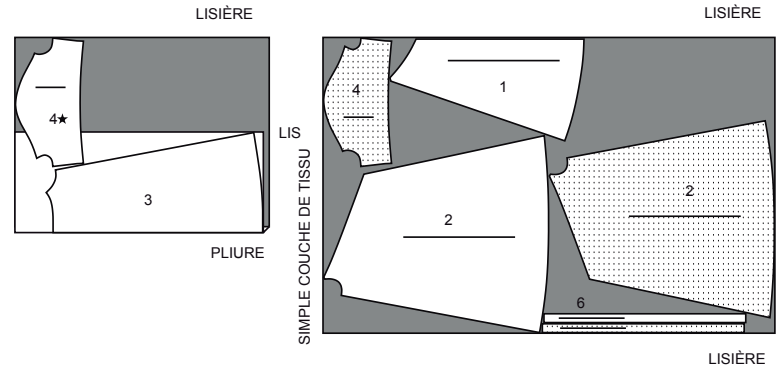 LISIÈRE
4★
3
LIS
PLIURE
LISIÈRE
4
1
2
2
6
SIMPLE COUCHE DE TISSU
LISIÈRE